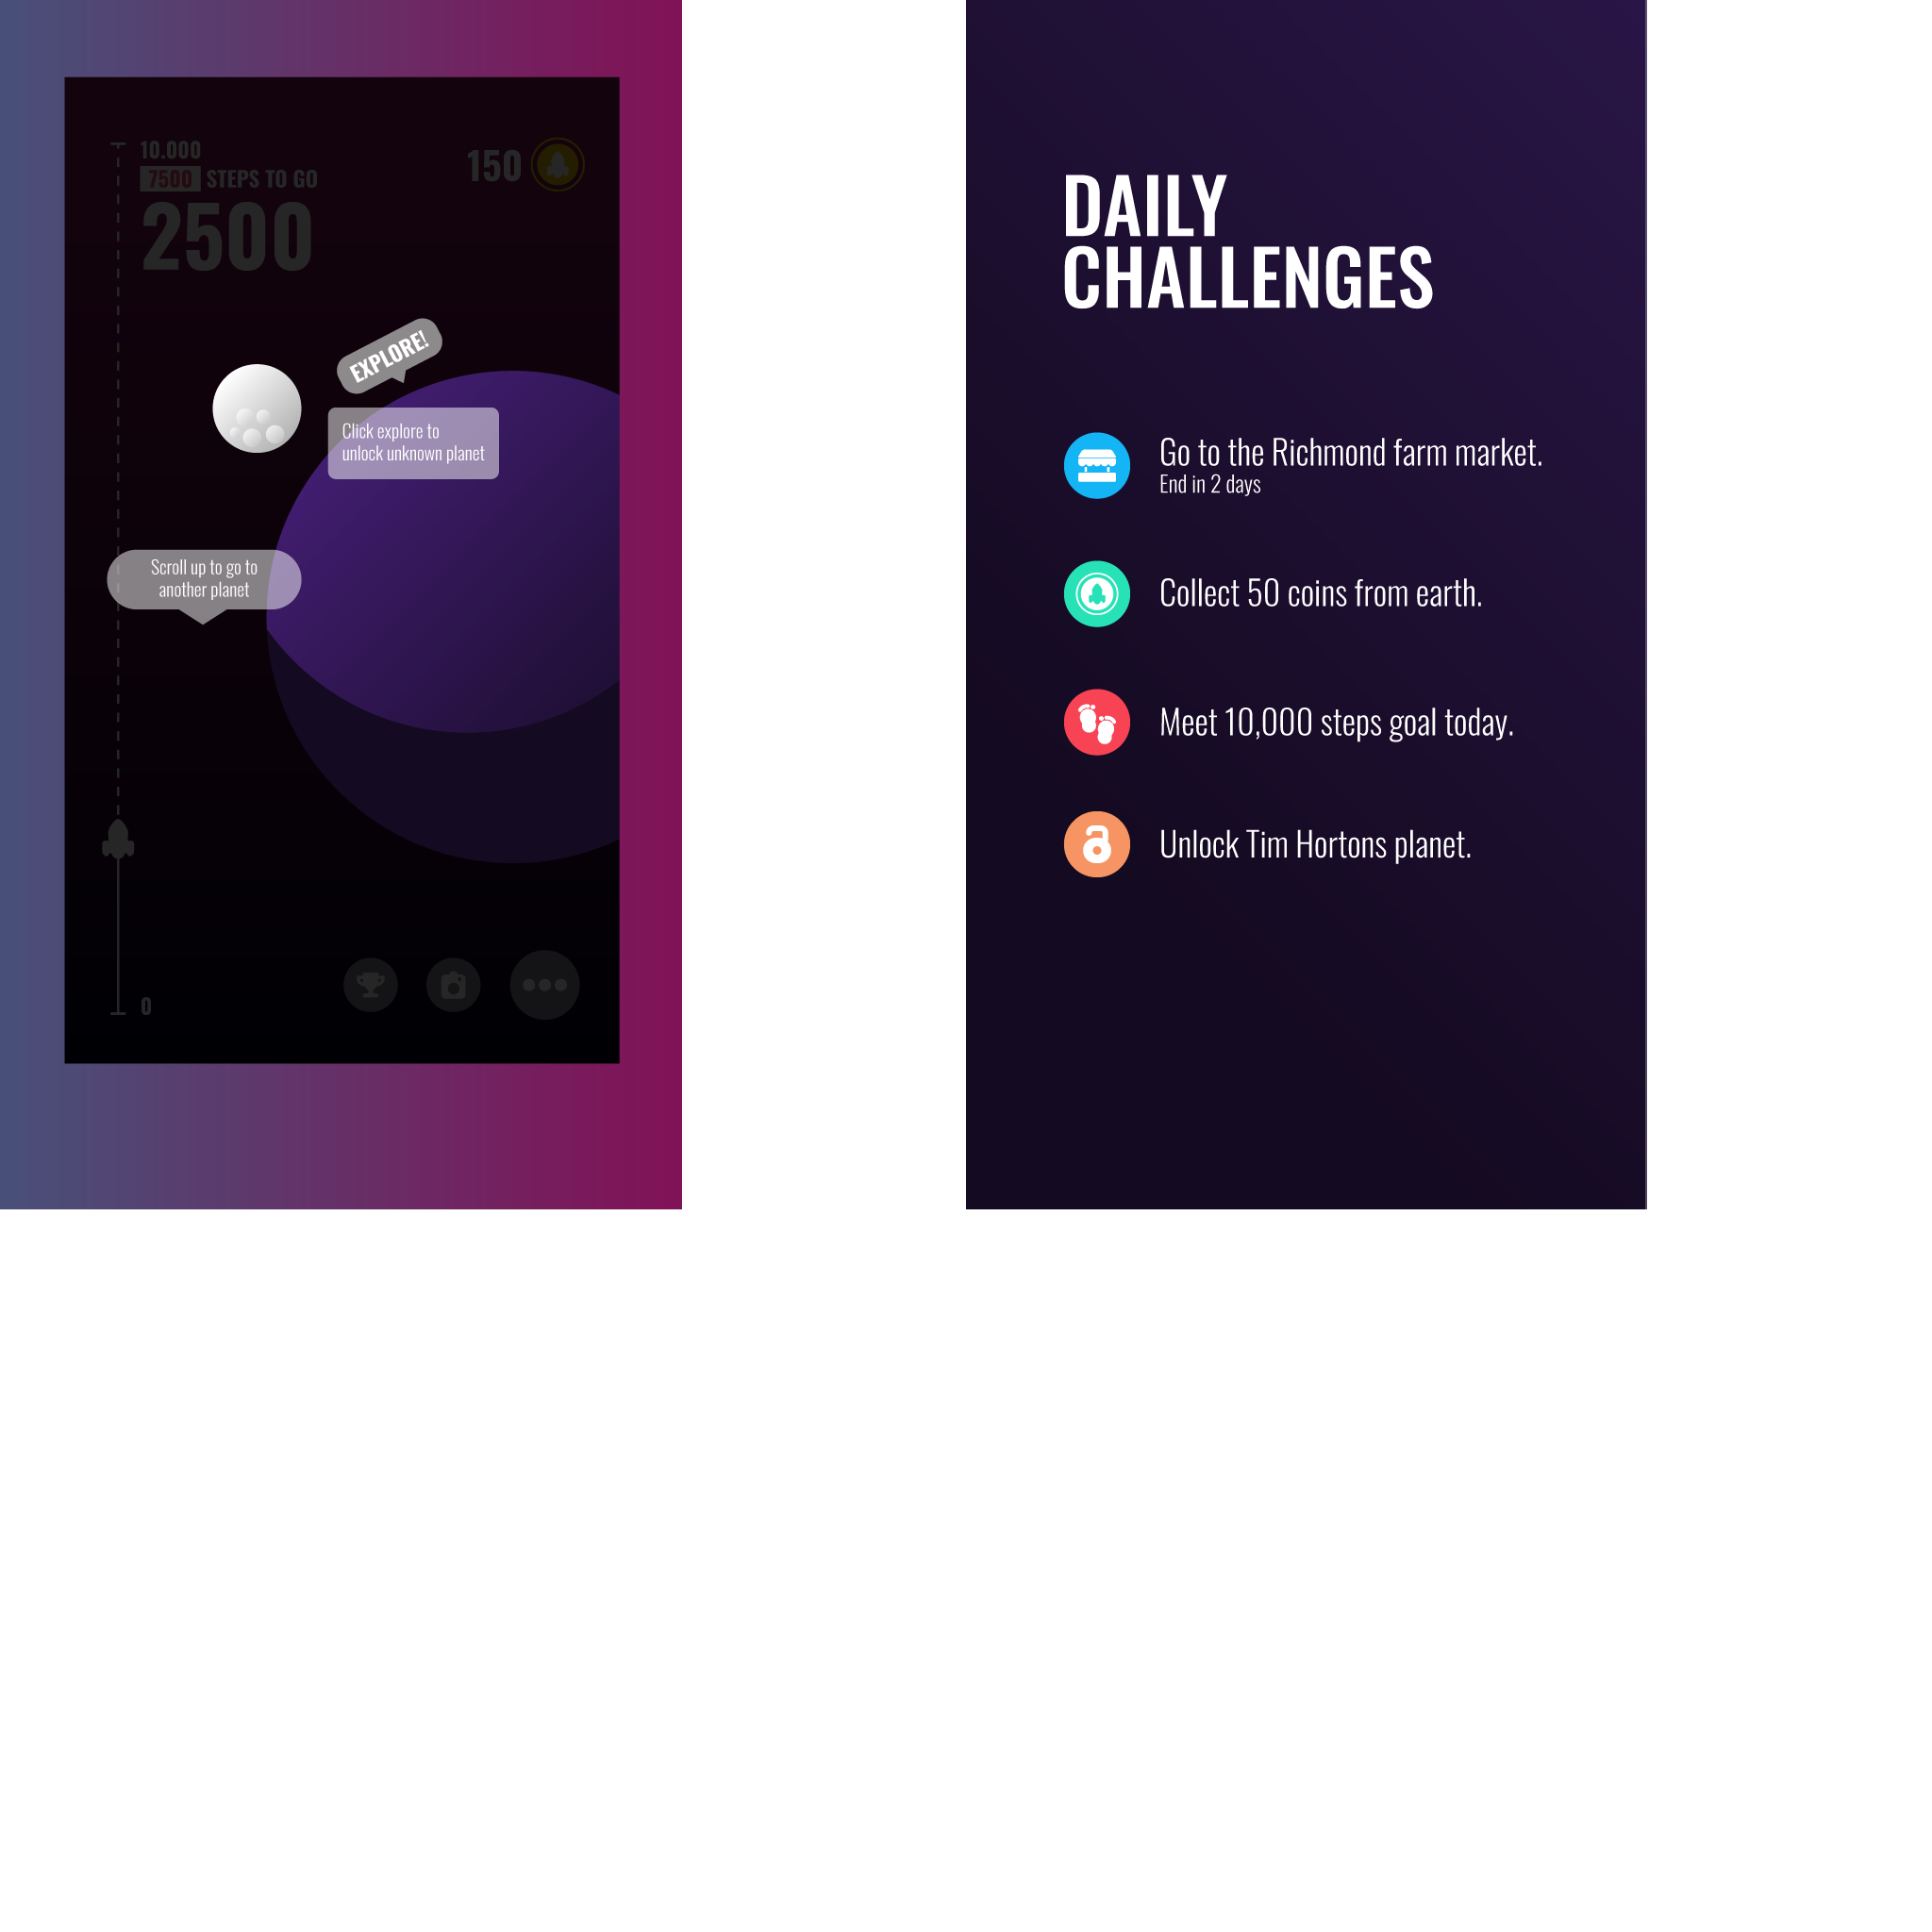 10.000
7500 STEPS TO GO
2500
150
EXPLORE!
Click explore to
unlock unknown planet
Scroll up to go to
another planet
0
DAILY
CHALLENGES
Go to the Richmond farm market.
End in 2 days
Collect 50 coins from earth.
Meet 10,000 steps goal today.
Unlock Tim Hortons planet.